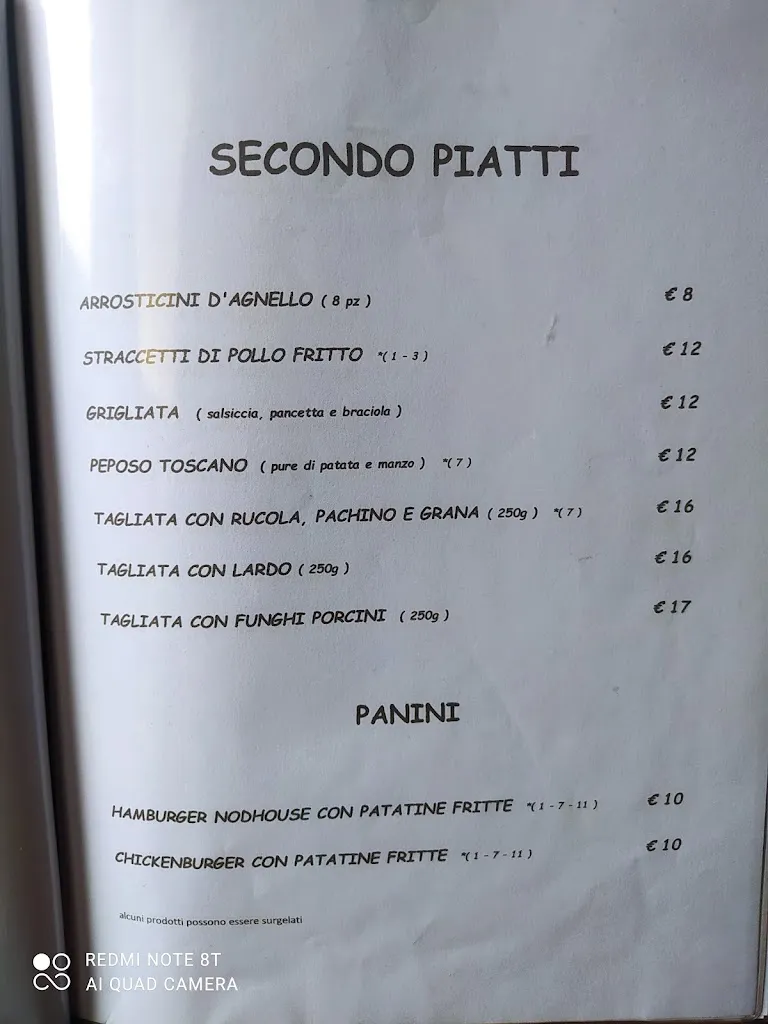 SECONDO PIATTI
ARROSTICINI D'AGNELLO ( 8 pz ) € 8
STRACCETTI DI POLLO FRITTO *( 1 - 3 ) € 12
GRIGLIATA ( salsiccia, pancetta e braciola ) € 12
PEPOSO TOSCANO ( pure di patata e manzo ) *( 7 ) € 12
TAGLIATA CON RUCOLA, PACHINO E GRANA ( 250g ) *( 7 ) € 16
TAGLIATA CON LARDO ( 250g ) € 16
TAGLIATA CON FUNGHI PORCINI ( 250g ) € 17
PANINI
HAMBURGER NODHOUSE CON PATATINE FRITTE *( 1 - 7 - 11 ) € 10
CHICKENBURGER CON PATATINE FRITTE *( 1 - 7 - 11 ) € 10
alcuni prodotti possono essere surgelati
REDMI NOTE 8T
AI QUAD CAMERA